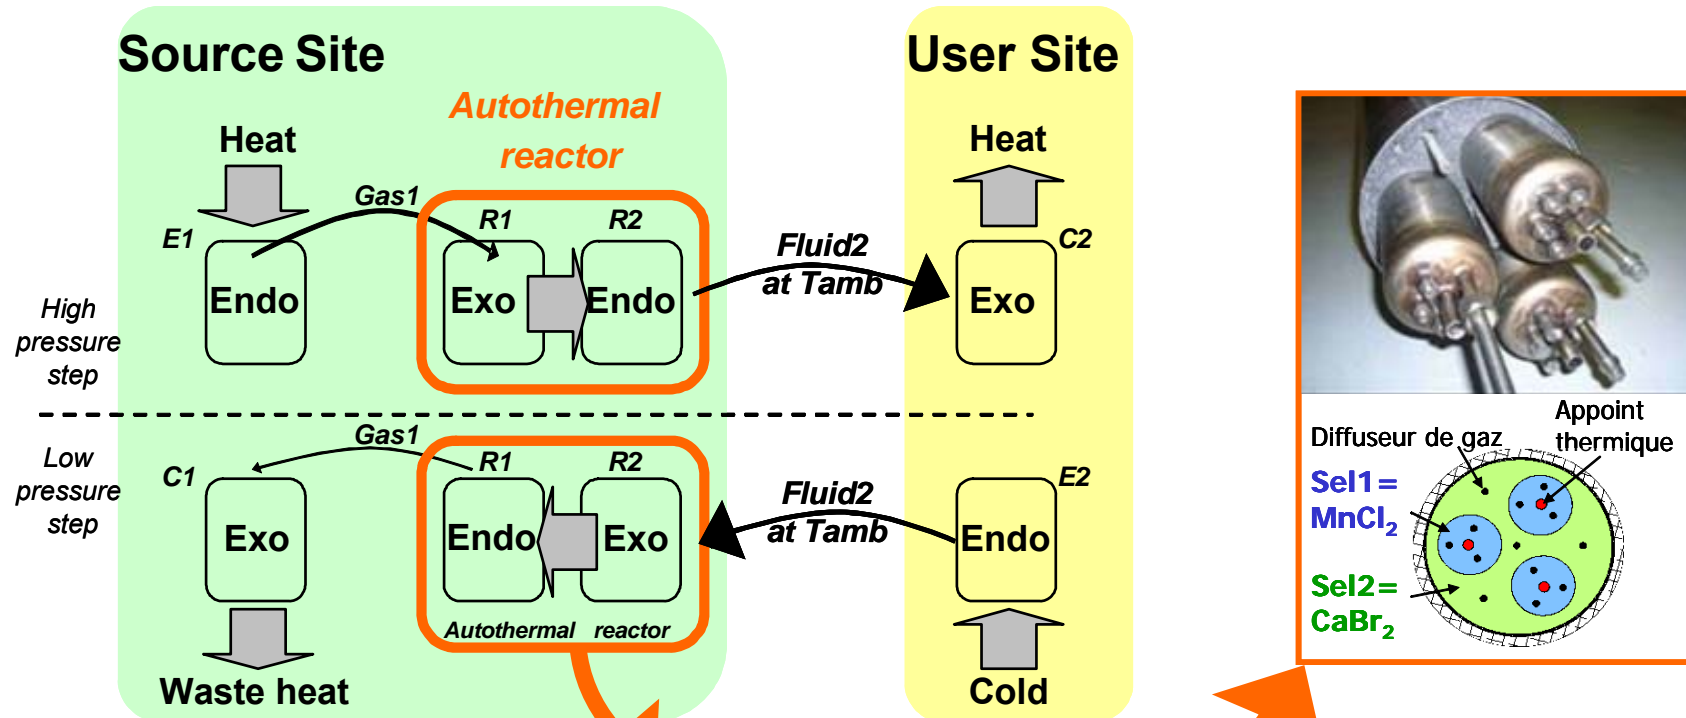 Source Site
User Site
Autothermal
reactor
Heat
Heat
Gas1
E1
R1
R2
C2
Fluid2
at Tamb
Endo
Exo
Endo
Exo
High
pressure
step
Low
pressure
step
Gas1
C1
R1
R2
E2
Fluid2
at Tamb
Exo
Endo
Exo
Endo
Autothermal reactor
Waste heat
Cold
Appoint
thermique
Diffuseur de gaz
Sel1=
MnCl₂
Sel2=
CaBr₂